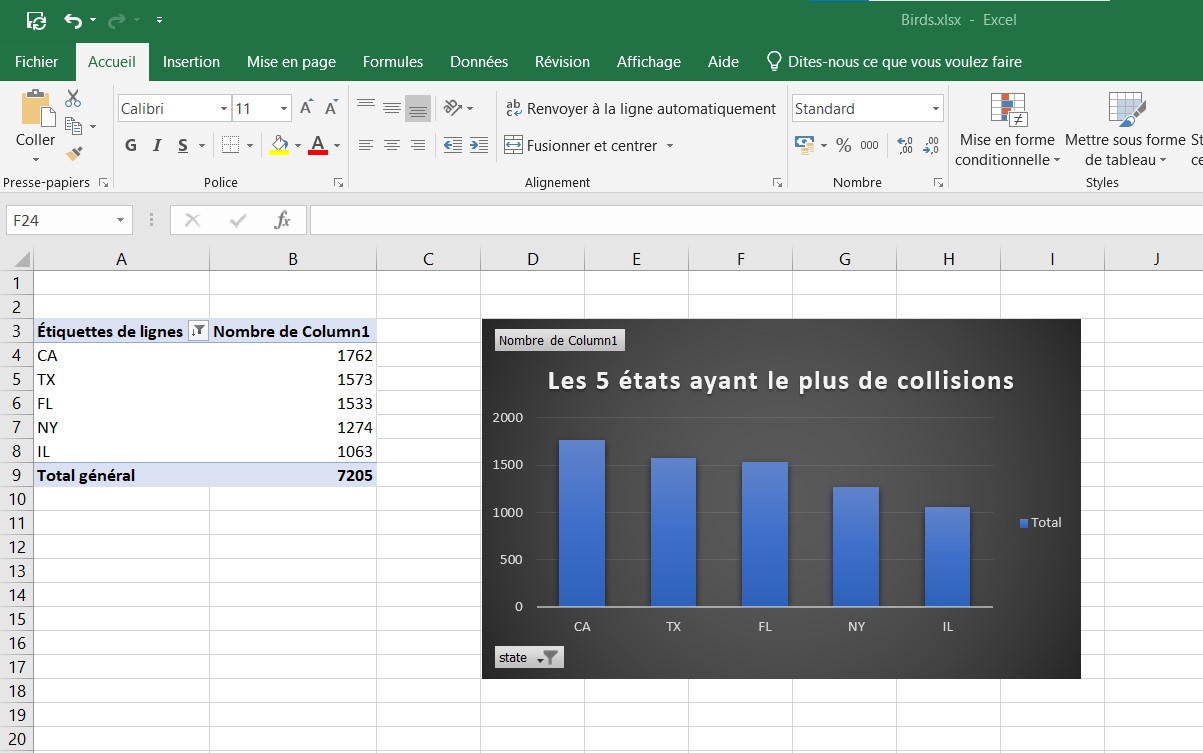 Birds.xlsx - Excel
Fichier Accueil Insertion Mise en page Formules Données Révision Affichage Aide Dites-nous ce que vous voulez faire
Coller
Calibri 11
G I S A
ab Renvoyer à la ligne automatiquement
Fusionner et centrer
Standard
% 000
Mise en forme conditionnelle
Mettre sous forme de tableau
Presse-papiers Police Alignement Nombre Styles
F24 fx
A B C D E F G H I J
1
2
3 Étiquettes de lignes Nombre de Column1
4 CA 1762
5 TX 1573
6 FL 1533
7 NY 1274
8 IL 1063
9 Total général 7205
10
11
12
13
14
15
16
17
18
19
20
Nombre de Column1
Les 5 états ayant le plus de collisions
2000
1500
1000
500
0
CA TX FL NY IL
Total
state